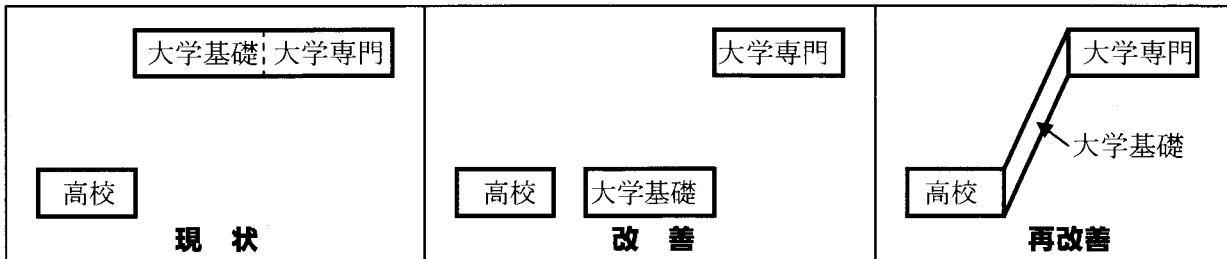 大学基礎 大学専門
高校
現状
大学専門
高校 大学基礎
改善
大学専門
大学基礎
高校
再改善